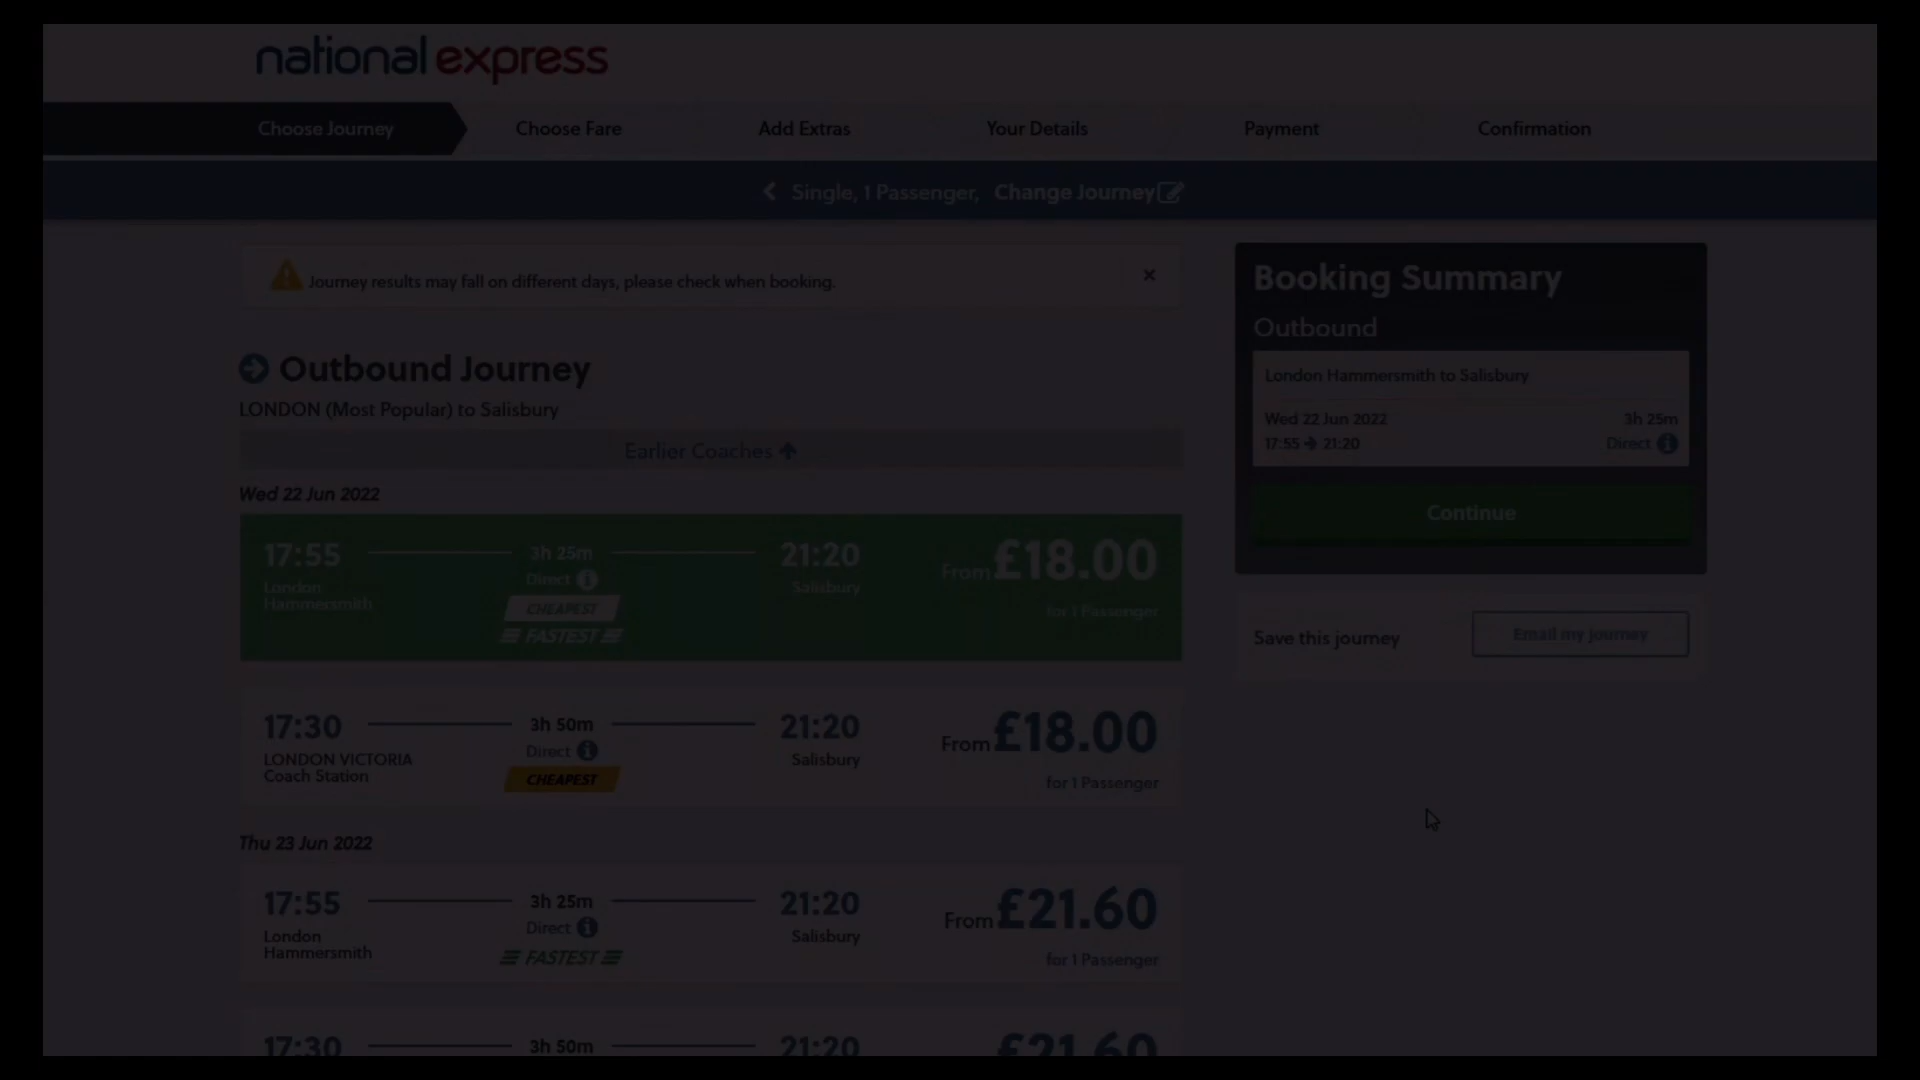 national express
Choose Journey
Choose Fare
Add Extras
Your Details
Payment
Confirmation
Single, 1 Passenger, Change Journey
Journey results may fall on different days, please check when booking.
Outbound Journey
LONDON (Most Popular) to Salisbury
Earlier Coaches
Wed 22 Jun 2022
17:55 3h 25m 21:20 From £18.00
Direct
London
Hammersmith
Salisbury
CHEAPEST
FASTEST
for 1 Passenger
17:30 3h 50m 21:20 From £18.00
Direct
LONDON VICTORIA
Coach Station
Salisbury
CHEAPEST
for 1 Passenger
Thu 23 Jun 2022
17:55 3h 25m 21:20 From £21.60
Direct
London
Hammersmith
Salisbury
FASTEST
for 1 Passenger
17:30 3h 50m 21:20 £21.60
Booking Summary
Outbound
London Hammersmith to Salisbury
Wed 22 Jun 2022 3h 25m
17:55 → 21:20 Direct
Continue
Save this journey
Email my journey